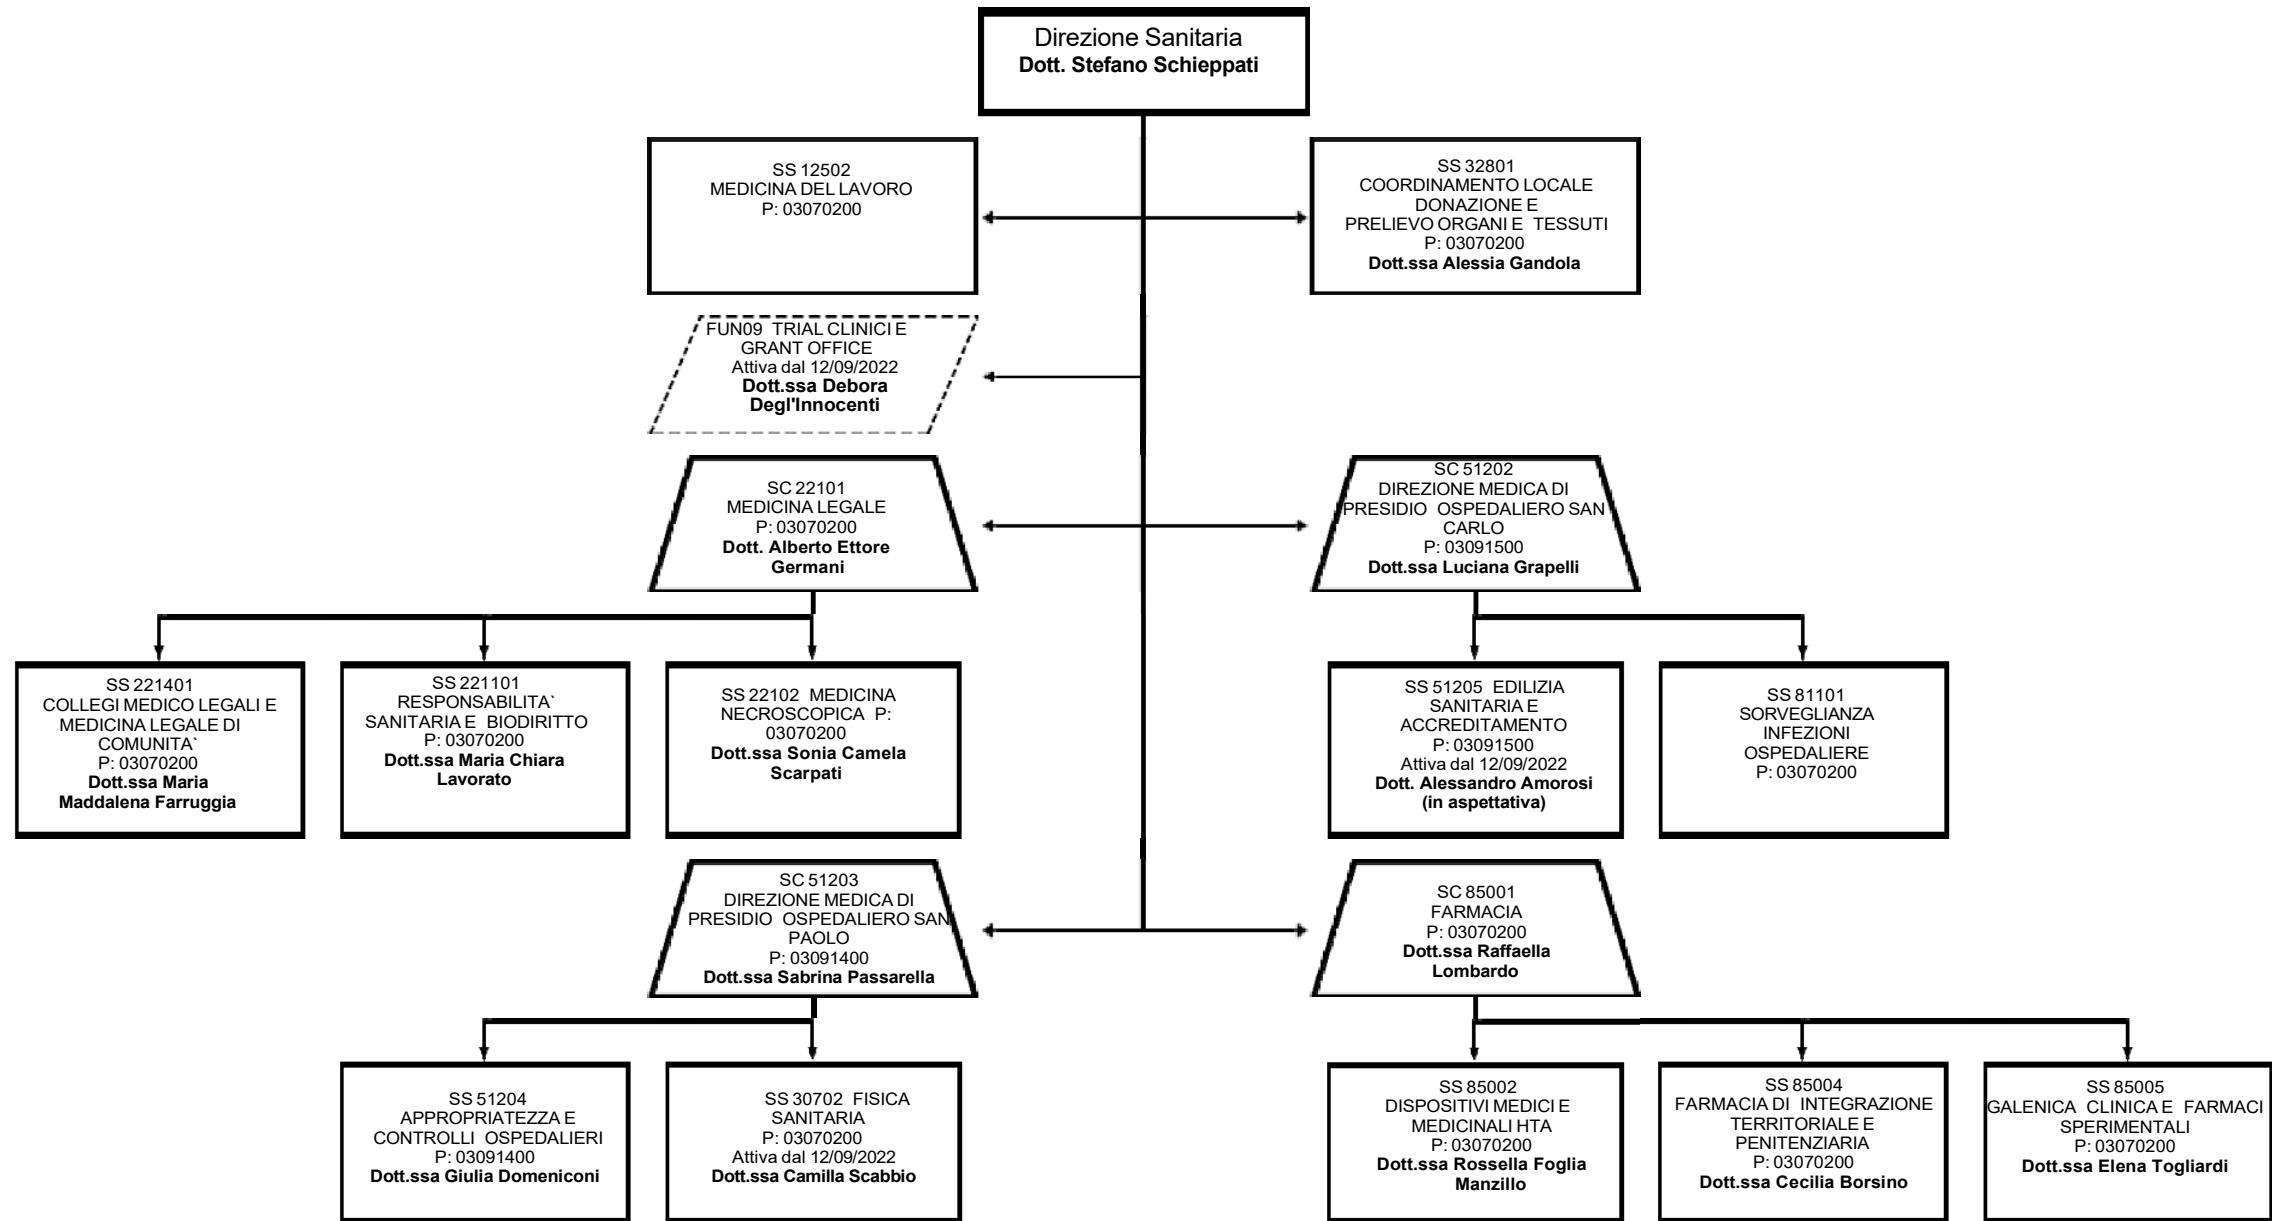 Direzione Sanitaria
Dott. Stefano Schieppati
SS 12502
MEDICINA DEL LAVORO
P: 03070200
SS 32801
COORDINAMENTO LOCALE
DONAZIONE E
PRELIEVO ORGANI E TESSUTI
P: 03070200
Dott.ssa Alessia Gandola
FUN09 TRIAL CLINICI E
GRANT OFFICE
Attiva dal 12/09/2022
Dott.ssa Debora
Degl'Innocenti
SC 22101
MEDICINA LEGALE
P: 03070200
Dott. Alberto Ettore
Germani
SC 51202
DIREZIONE MEDICA DI
PRESIDIO OSPEDALIERO SAN
CARLO
P: 03091500
Dott.ssa Luciana Grapelli
SS 221401
COLLEGI MEDICO LEGALI E
MEDICINA LEGALE DI
COMUNITA`
P: 03070200
Dott.ssa Maria
Maddalena Farruggia
SS 221101
RESPONSABILITA`
SANITARIA E BIODIRITTO
P: 03070200
Dott.ssa Maria Chiara
Lavorato
SS 22102 MEDICINA
NECROSCOPICA P:
03070200
Dott.ssa Sonia Camela
Scarpati
SS 51205 EDILIZIA
SANITARIA E
ACCREDITAMENTO
P: 03091500
Attiva dal 12/09/2022
Dott. Alessandro Amorosi
(in aspettativa)
SS 81101
SORVEGLIANZA
INFEZIONI
OSPEDALIERE
P: 03070200
SC 51203
DIREZIONE MEDICA DI
PRESIDIO OSPEDALIERO SAN
PAOLO
P: 03091400
Dott.ssa Sabrina Passarella
SC 85001
FARMACIA
P: 03070200
Dott.ssa Raffaella
Lombardo
SS 51204
APPROPRIATEZZA E
CONTROLLI OSPEDALIERI
P: 03091400
Dott.ssa Giulia Domeniconi
SS 30702 FISICA
SANITARIA
P: 03070200
Attiva dal 12/09/2022
Dott.ssa Camilla Scabbio
SS 85002
DISPOSITIVI MEDICI E
MEDICINALI HTA
P: 03070200
Dott.ssa Rossella Foglia
Manzillo
SS 85004
FARMACIA DI INTEGRAZIONE
TERRITORIALE E
PENITENZIARIA
P: 03070200
Dott.ssa Cecilia Borsino
SS 85005
GALENICA CLINICA E FARMACI
SPERIMENTALI
P: 03070200
Dott.ssa Elena Togliardi